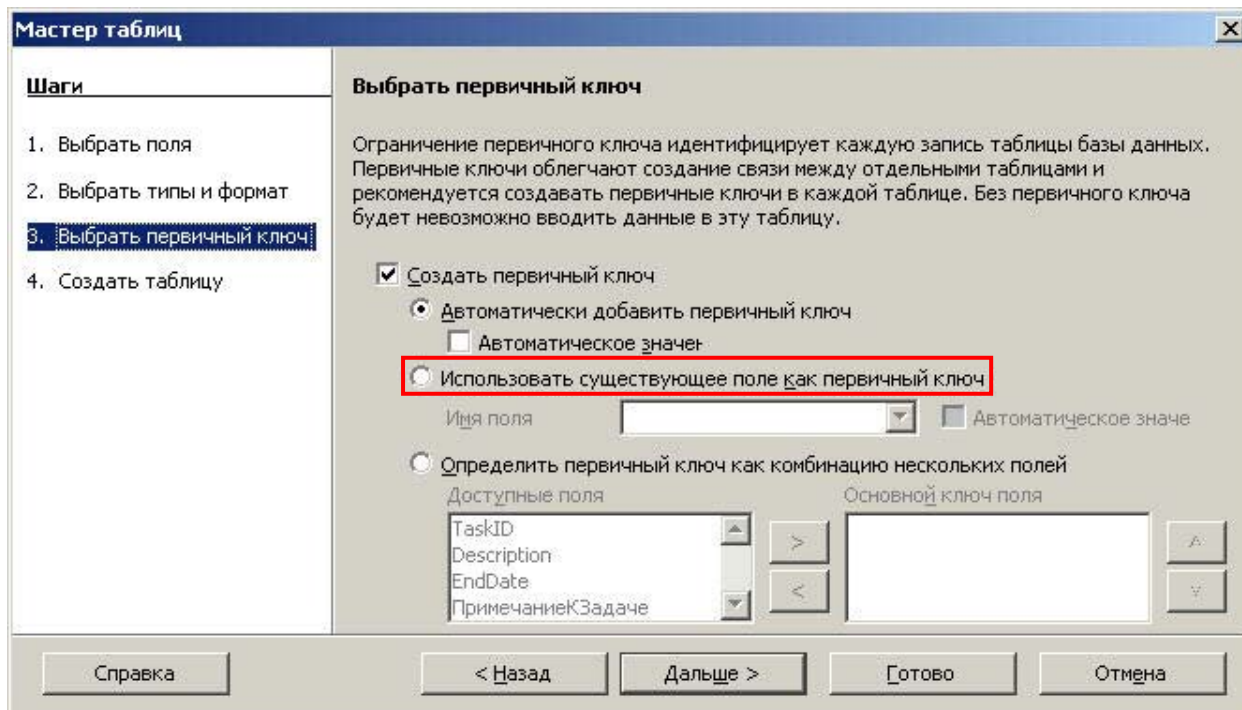 Мастер таблиц
Шаги
1. Выбрать поля
2. Выбрать типы и формат
3. Выбрать первичный ключ
4. Создать таблицу
Выбрать первичный ключ
Ограничение первичного ключа идентифицирует каждую запись таблицы базы данных.
Первичные ключи облегчают создание связи между отдельными таблицами и
рекомендуется создавать первичные ключи в каждой таблице. Без первичного ключа
будет невозможно вводить данные в эту таблицу.
Создать первичный ключ
Автоматически добавить первичный ключ
Автоматическое значен
Использовать существующее поле как первичный ключ
Имя поля
Автоматическое значе
Определить первичный ключ как комбинацию нескольких полей
Доступные поля
Основной ключ поля
TaskID
Description
EndDate
ПримечаниеКЗадаче
>
<
^
v
Справка
< Назад
Дальше >
Готово
Отмена